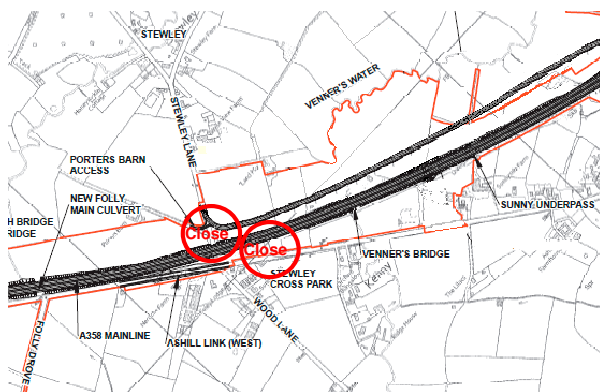 STEWLEY
VENNER'S WATER
STEWLEY LANE
PORTERS BARN
ACCESS
NEW FOLLY
MAIN CULVERT
H BRIDGE
RIDGE
Close
Close
SUNNY UNDERPASS
VENNER'S BRIDGE
STEWLEY
CROSS PARK
Kenny
WOOD LANE
A358 MAINLINE
ASHILL LINK (WEST)
FOLLY DROVE